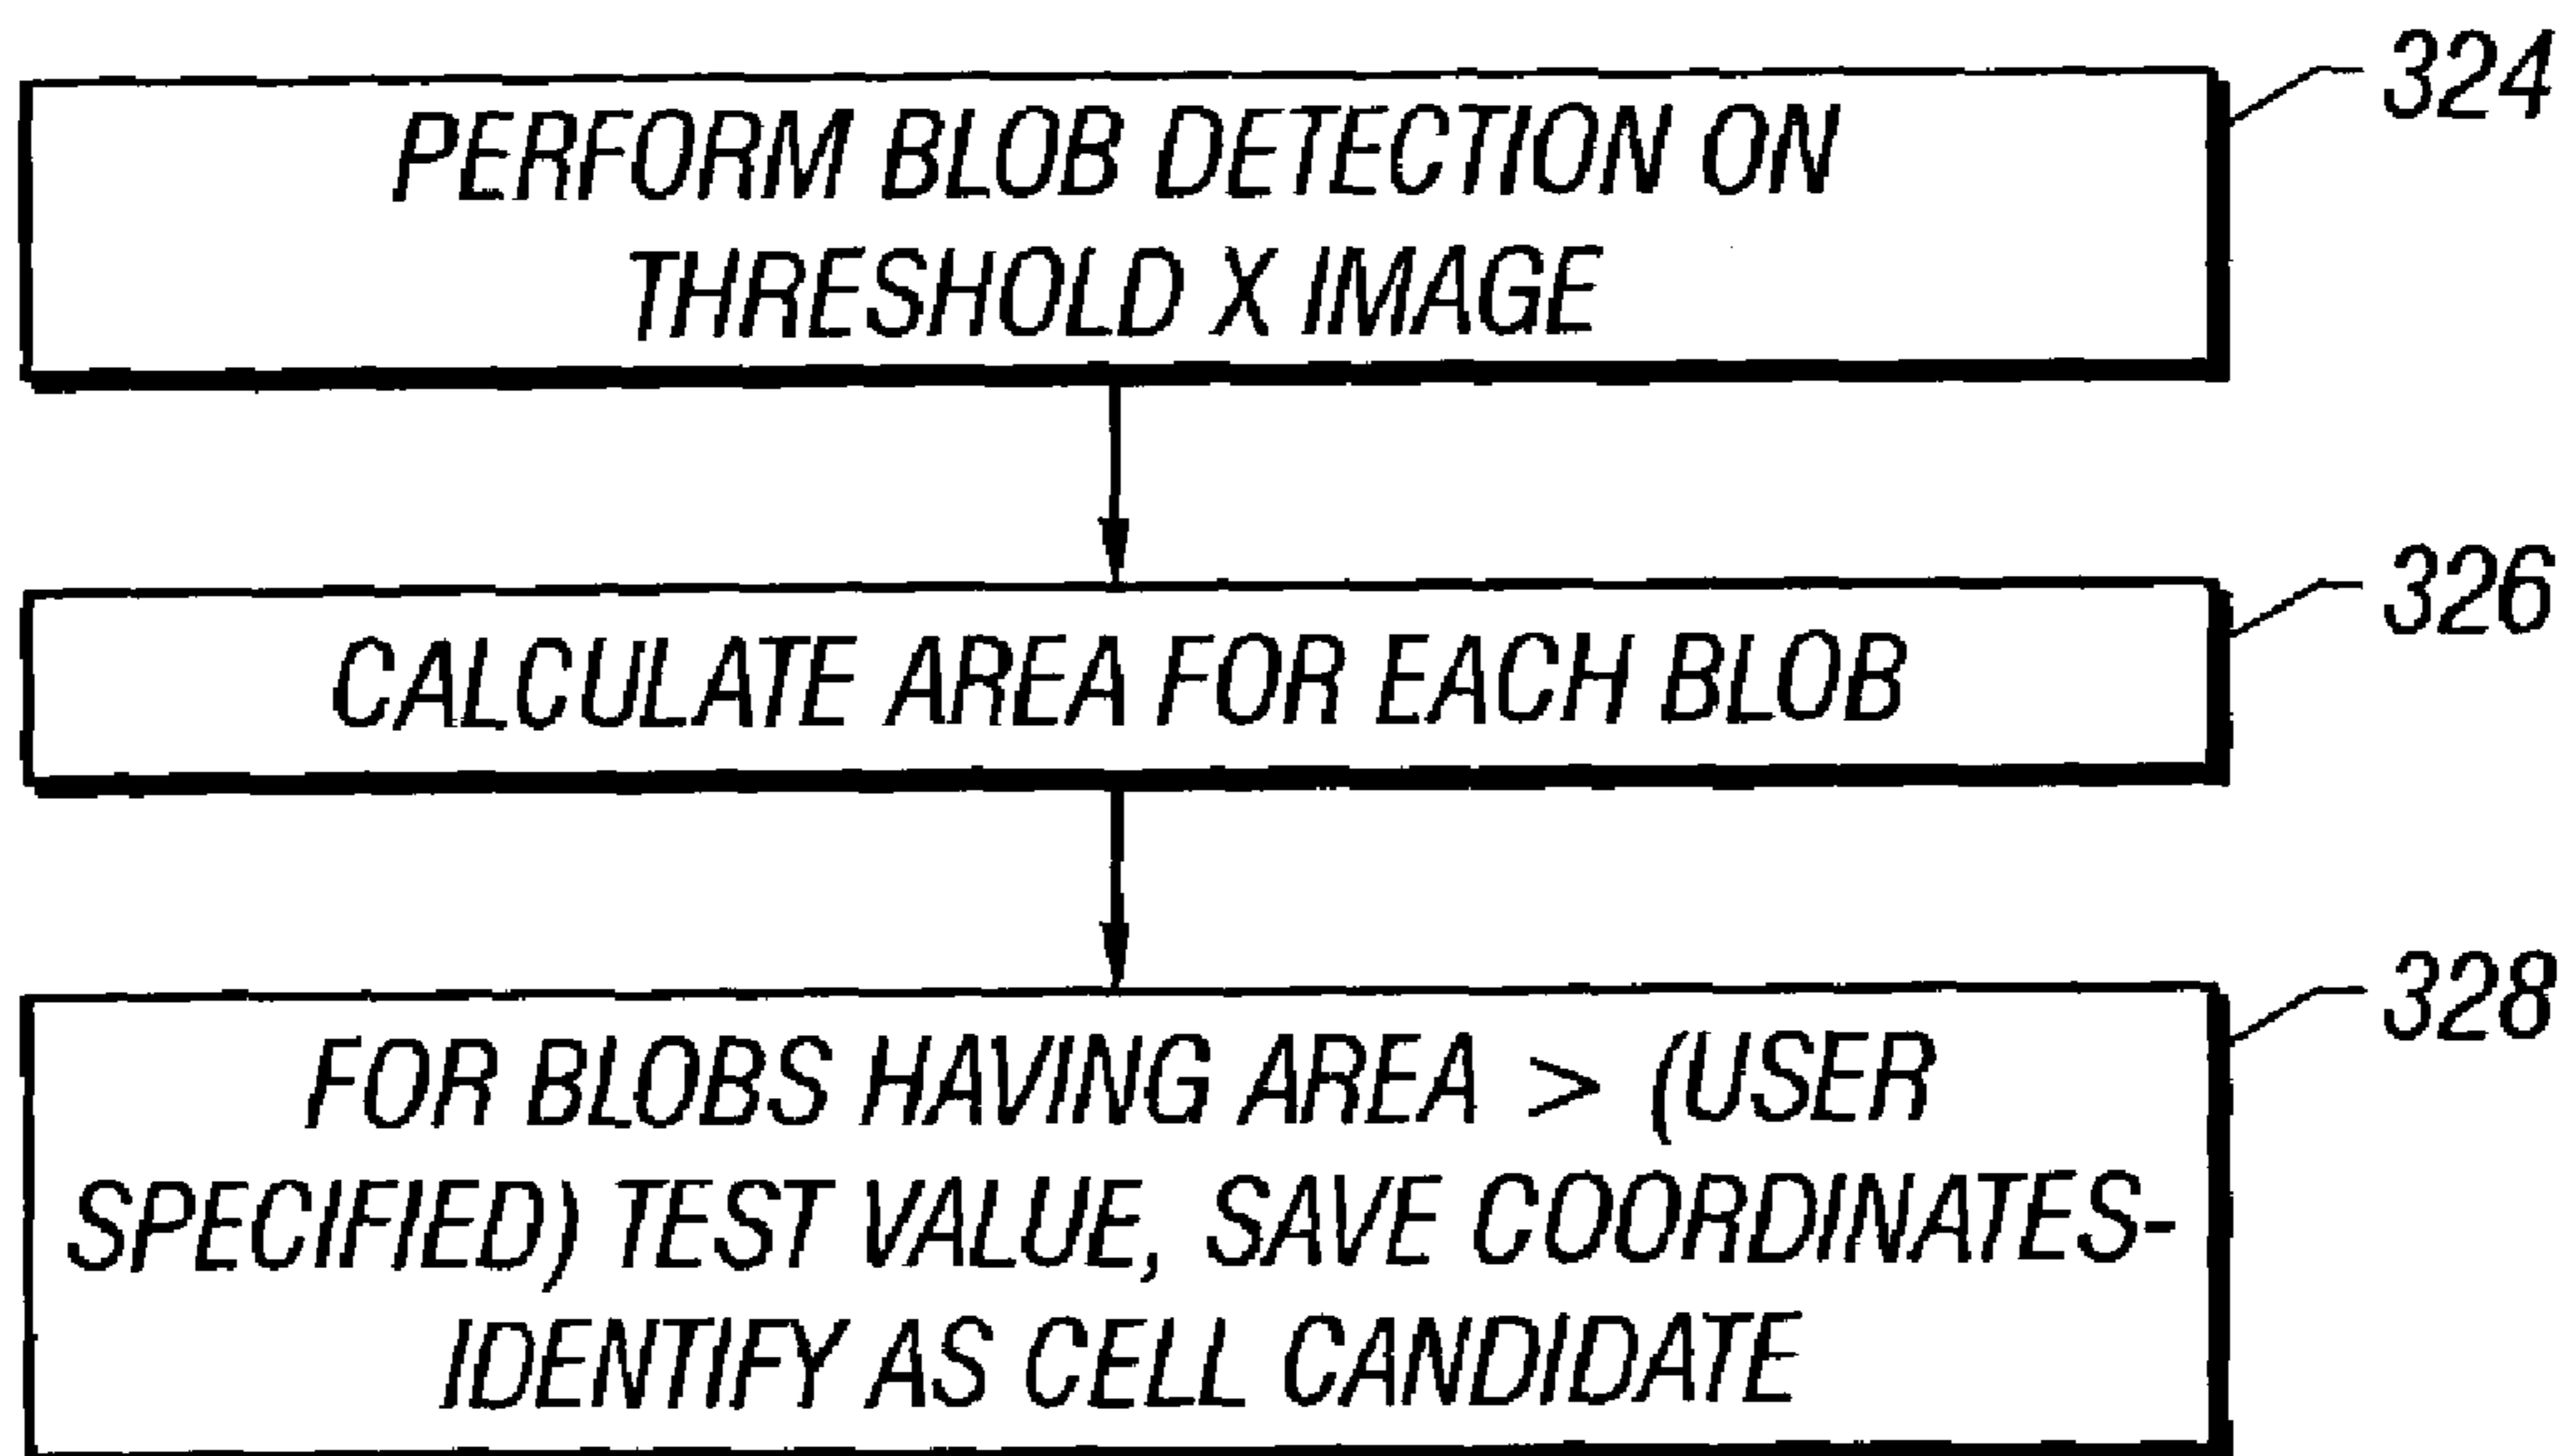 324
PERFORM BLOB DETECTION ON
THRESHOLD X IMAGE
326
CALCULATE AREA FOR EACH BLOB
328
FOR BLOBS HAVING AREA > (USER
SPECIFIED) TEST VALUE, SAVE COORDINATES-
IDENTIFY AS CELL CANDIDATE